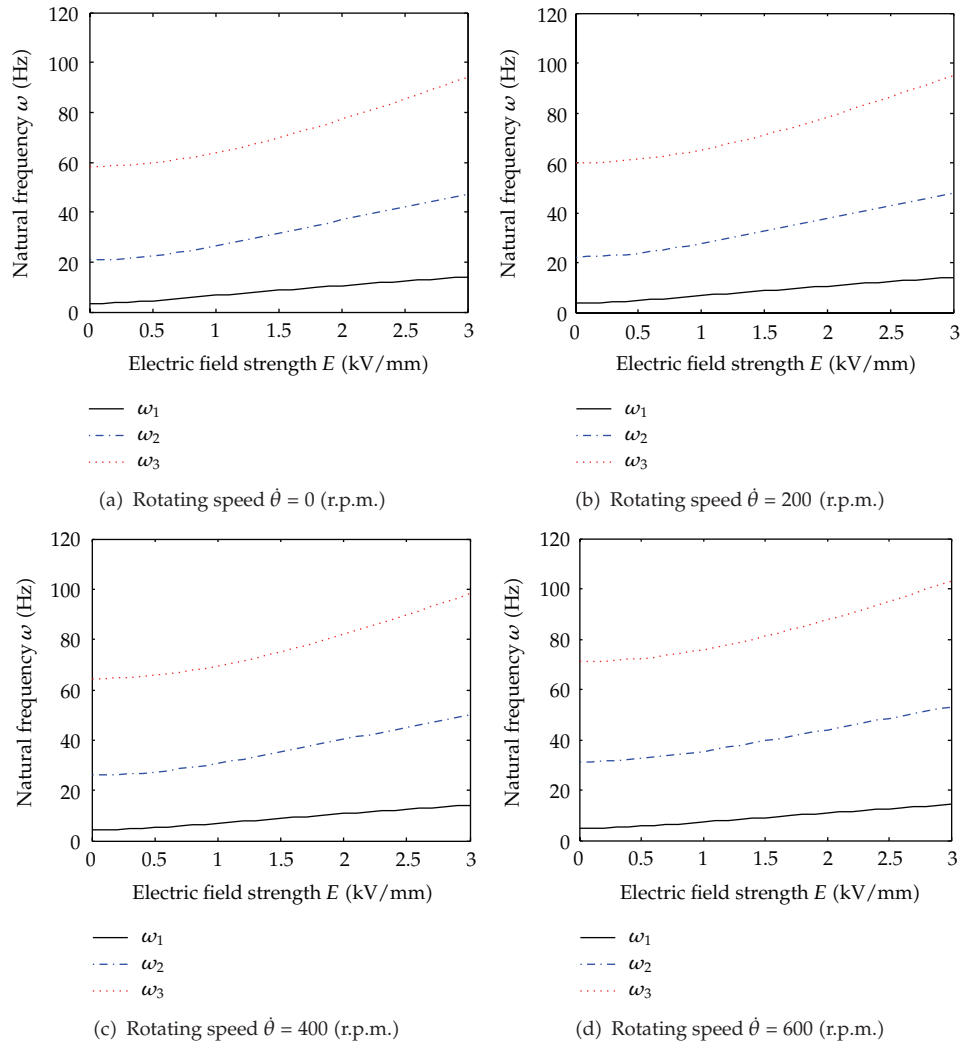 120
100
80
60
40
20
0
Natural frequency ω (Hz)
0 0.5 1 1.5 2 2.5 3
Electric field strength E (kV/mm)
ω1
ω2
ω3
(a) Rotating speed θ̇ = 0 (r.p.m.)
120
100
80
60
40
20
0
Natural frequency ω (Hz)
0 0.5 1 1.5 2 2.5 3
Electric field strength E (kV/mm)
ω1
ω2
ω3
(b) Rotating speed θ̇ = 200 (r.p.m.)
120
100
80
60
40
20
0
Natural frequency ω (Hz)
0 0.5 1 1.5 2 2.5 3
Electric field strength E (kV/mm)
ω1
ω2
ω3
(c) Rotating speed θ̇ = 400 (r.p.m.)
120
100
80
60
40
20
0
Natural frequency ω (Hz)
0 0.5 1 1.5 2 2.5 3
Electric field strength E (kV/mm)
ω1
ω2
ω3
(d) Rotating speed θ̇ = 600 (r.p.m.)